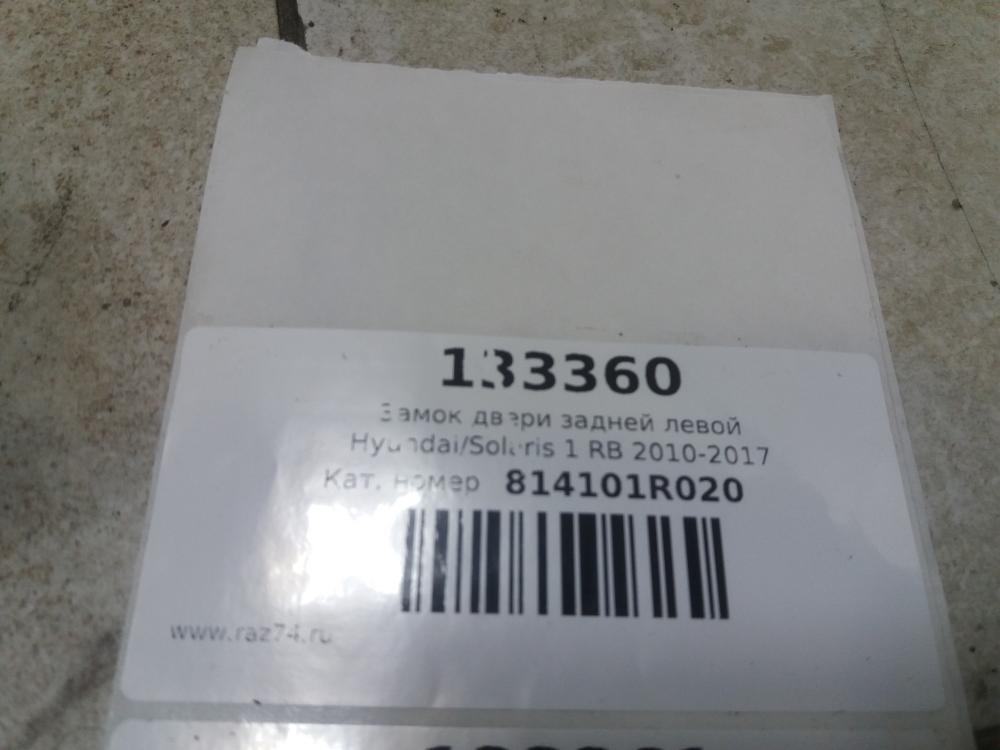 133360
Замок двери задней левой
Hyundai/Solaris 1 RB 2010-2017
Кат. номер 814101R020
www.raz74.ru